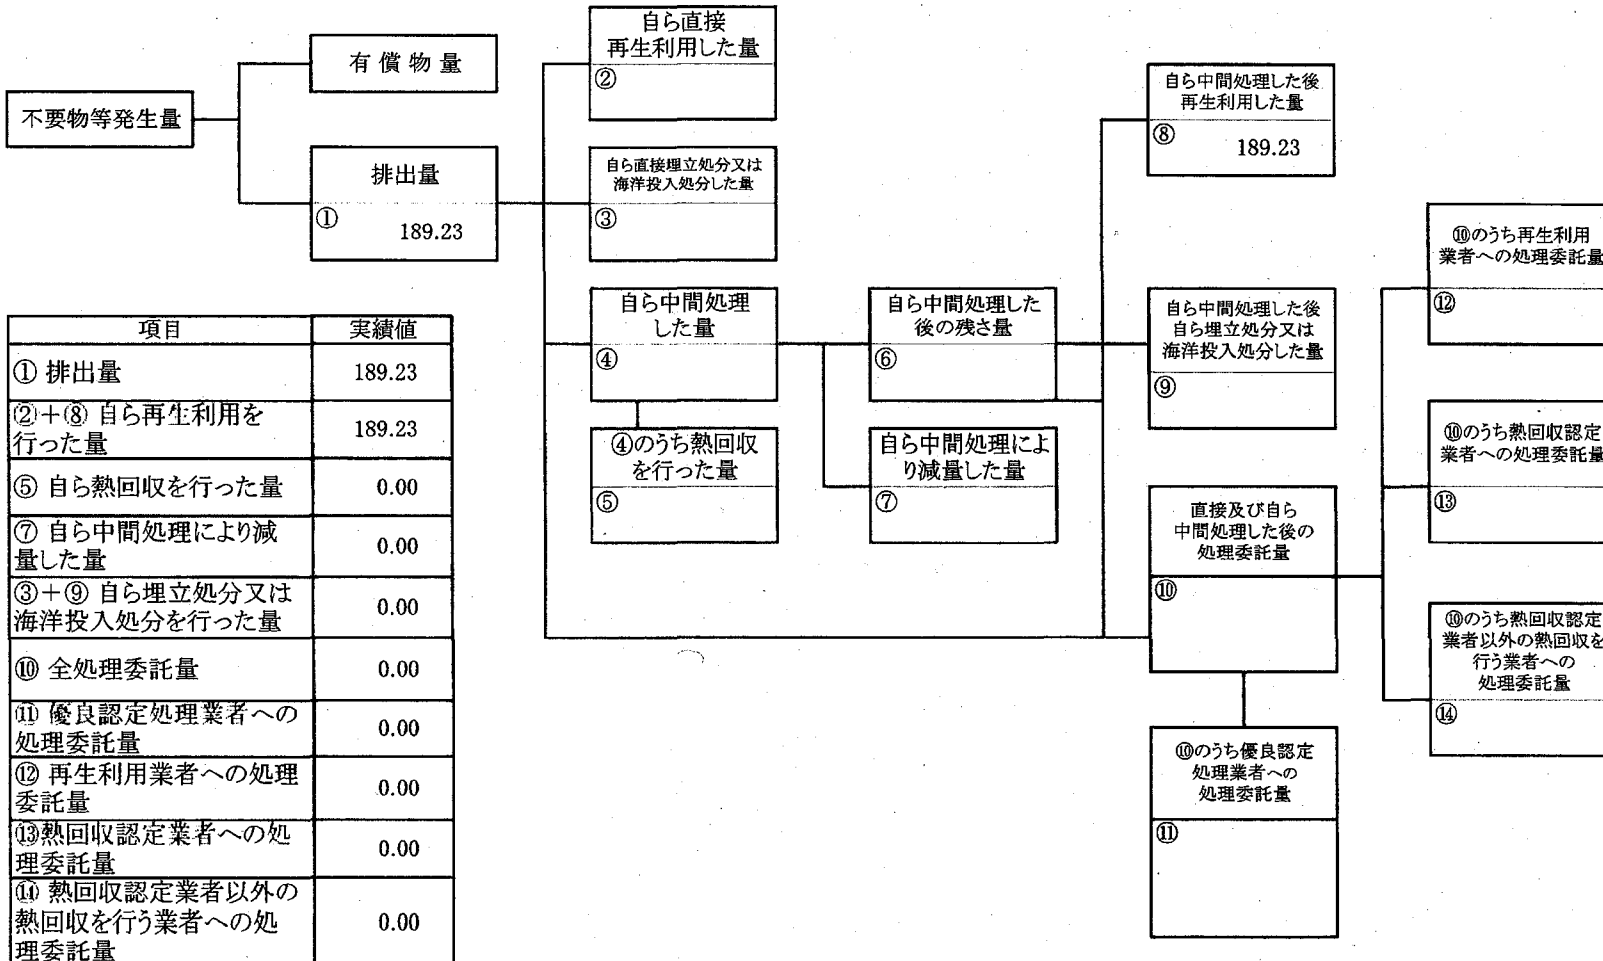 自ら直接
再生利用した量
②
有償物量
不要物等発生量
排出量
①
189.23
自ら直接埋立処分又は
海洋投入処分した量
③
自ら中間処理した後
再生利用した量
⑧
189.23
自ら中間処理
した量
④
自ら中間処理した
後の残さ量
⑥
自ら中間処理した後
自ら埋立処分又は
海洋投入処分した量
⑨
⑩のうち再生利用
業者への処理委託量
⑫
④のうち熱回収
を行った量
⑤
自ら中間処理によ
り減量した量
⑦
⑩のうち熱回収認定
業者への処理委託量
⑬
直接及び自ら
中間処理した後の
処理委託量
⑩
⑩のうち熱回収認定
業者以外の熱回収を
行う業者への
処理委託量
⑭
⑩のうち優良認定
処理業者への
処理委託量
⑪
項目 実績値
① 排出量 189.23
②+⑧ 自ら再生利用を
行った量 189.23
⑤ 自ら熱回収を行った量 0.00
⑦ 自ら中間処理により減
量した量 0.00
③+⑨ 自ら埋立処分又は
海洋投入処分を行った量 0.00
⑩ 全処理委託量 0.00
⑪ 優良認定処理業者への
処理委託量 0.00
⑫ 再生利用業者への処理
委託量 0.00
⑬熱回収認定業者への処
理委託量 0.00
⑭ 熱回収認定業者以外の
熱回収を行う業者への処
理委託量 0.00